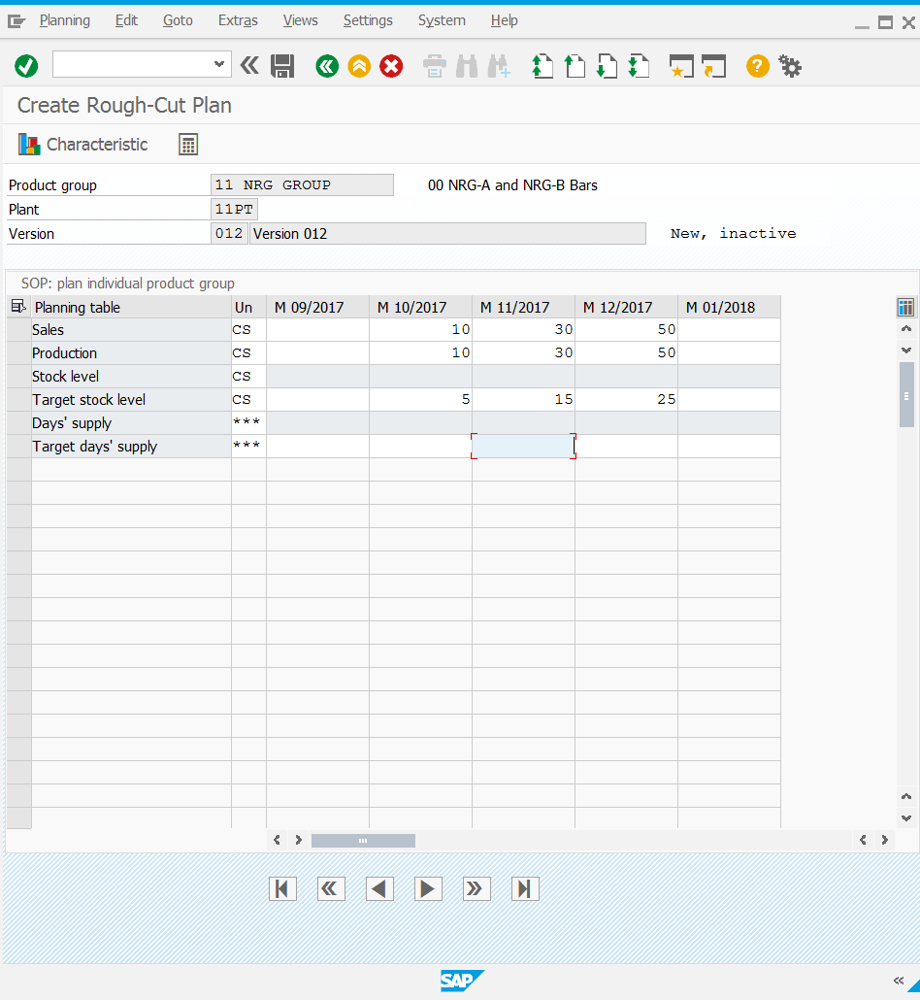 Planning Edit Goto Extras Views Settings System Help
Create Rough-Cut Plan
Characteristic
Product group 11 NRG GROUP 00 NRG-A and NRG-B Bars
Plant 11PT
Version 012 Version 012 New, inactive
SOP: plan individual product group
Planning table Un M 09/2017 M 10/2017 M 11/2017 M 12/2017 M 01/2018
Sales CS 10 30 50
Production CS 10 30 50
Stock level CS
Target stock level CS 5 15 25
Days' supply ***
Target days' supply ***
SAP